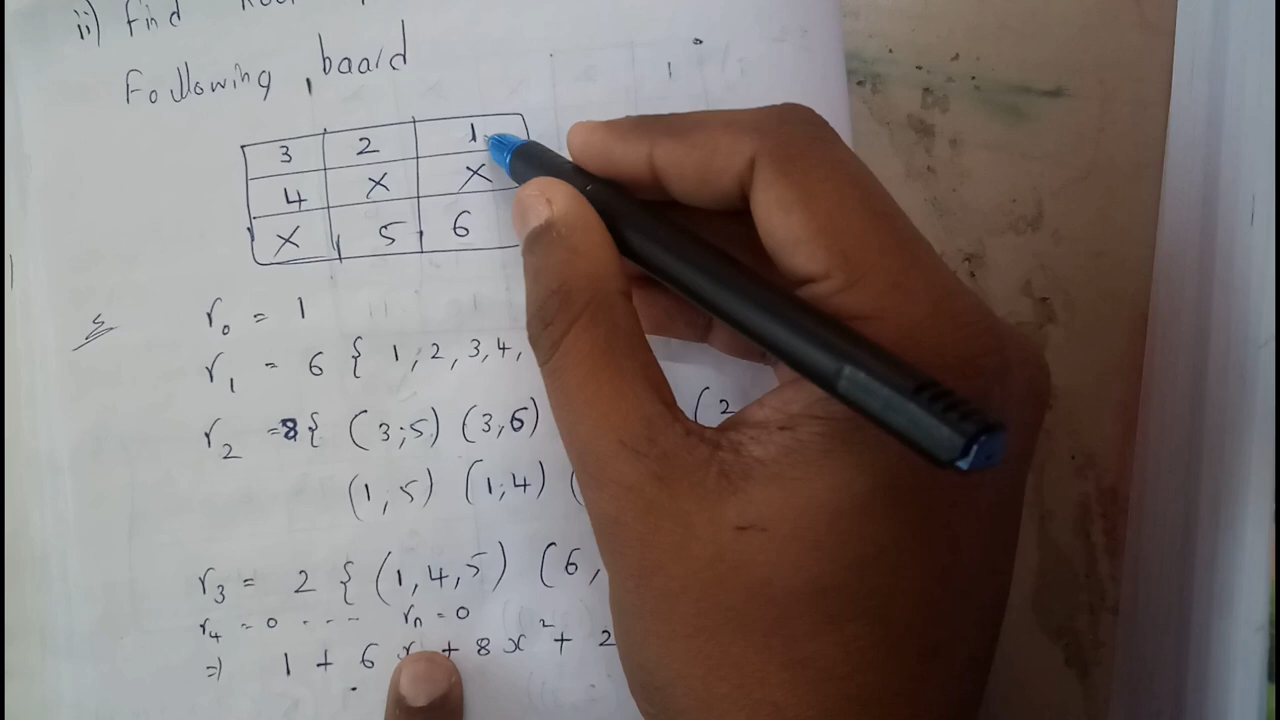 ii) Find
Following baard
3 2 1
4 X X
X 5 6
r₀ = 1
r₁ = 6 { 1, 2, 3, 4,
r₂ = 8 { (3,5) (3,6) (2
(1,5) (1,4) (
r₃ = 2 { (1,4,5) (6,
r₄ = 0 - - - rₙ = 0
⇒ 1 + 6 x + 8x² + 2